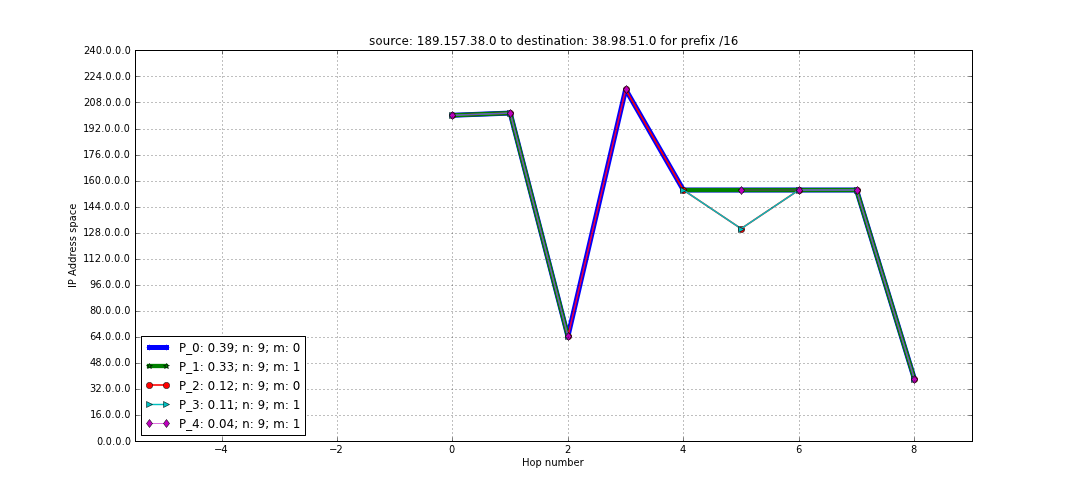 source: 189.157.38.0 to destination: 38.98.51.0 for prefix /16
240.0.0.0
224.0.0.0
208.0.0.0
192.0.0.0
176.0.0.0
160.0.0.0
144.0.0.0
128.0.0.0
112.0.0.0
96.0.0.0
80.0.0.0
64.0.0.0
48.0.0.0
32.0.0.0
16.0.0.0
0.0.0.0
IP Address space
P_0: 0.39; n: 9; m: 0
P_1: 0.33; n: 9; m: 1
P_2: 0.12; n: 9; m: 0
P_3: 0.11; n: 9; m: 1
P_4: 0.04; n: 9; m: 1
−4 −2 0 2 4 6 8
Hop number